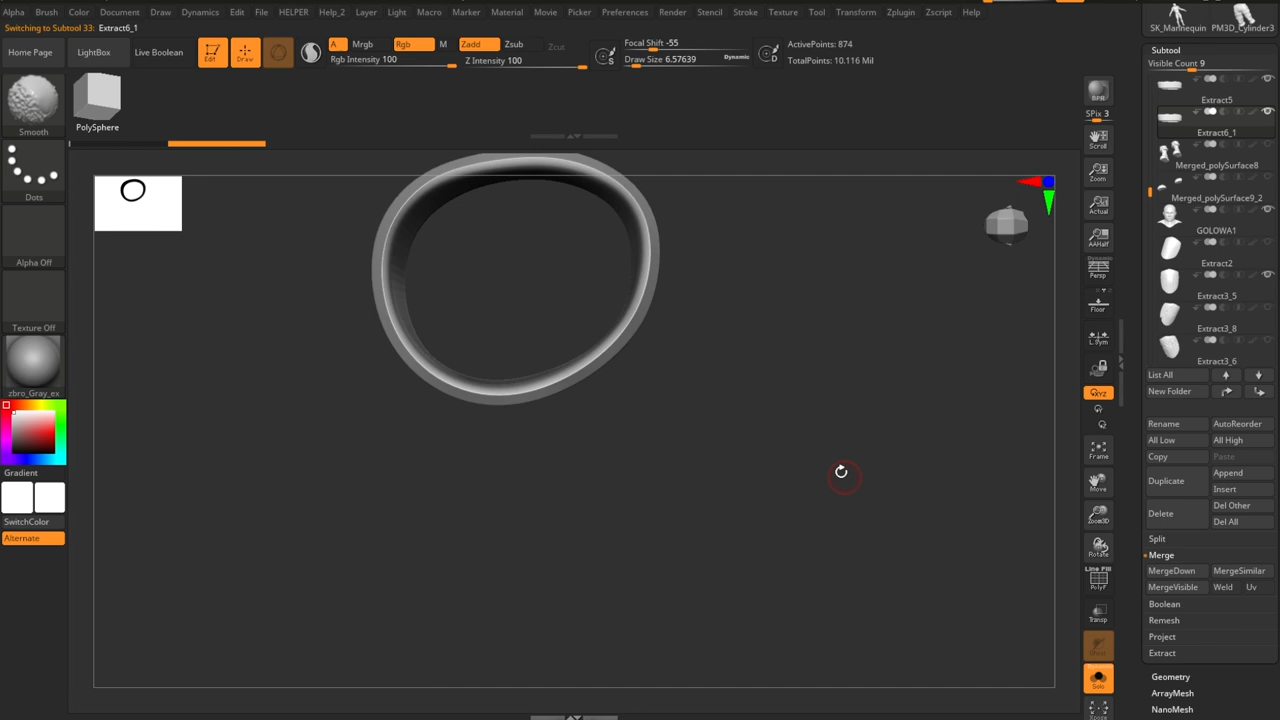 Alpha Brush Color Document Draw Dynamics Edit File HELPER Help_2 Layer Light Macro Marker Material Movie Picker Preferences Render Stencil Stroke Texture Tool Transform Zplugin Zscript Help
Switching to Subtool 33: Extract6_1
Home Page LightBox Live Boolean
Edit Draw
A Mrgb Rgb M Zadd Zsub Zcut
Rgb Intensity 100 Z Intensity 100
Focal Shift -55
Draw Size 6.57639 Dynamic
ActivePoints: 874
TotalPoints: 10.116 Mil
S
D
Smooth
PolySphere
Dots
Alpha Off
Texture Off
zbro_Gray_ex
Gradient
SwitchColor
Alternate
BPR
SPix 3
Scroll
Zoom
Actual
AAHalf
Dynamic
Persp
Floor
L.Sym
XYZ
Frame
Move
Zoom3D
Rotate
Line Fill
PolyF
Transp
Ghost
Dynamic
Solo
Xpose
SK_Mannequin PM3D_Cylinder3
Subtool
Visible Count 9
Extract5
Extract6_1
Merged_polySurface8
Merged_polySurface9_2
GOLOWA1
Extract2
Extract3_5
Extract3_8
Extract3_6
List All
New Folder
Rename AutoReorder
All Low All High
Copy Paste
Duplicate Append
Insert
Delete Del Other
Del All
Split
Merge
MergeDown MergeSimilar
MergeVisible Weld Uv
Boolean
Remesh
Project
Extract
Geometry
ArrayMesh
NanoMesh